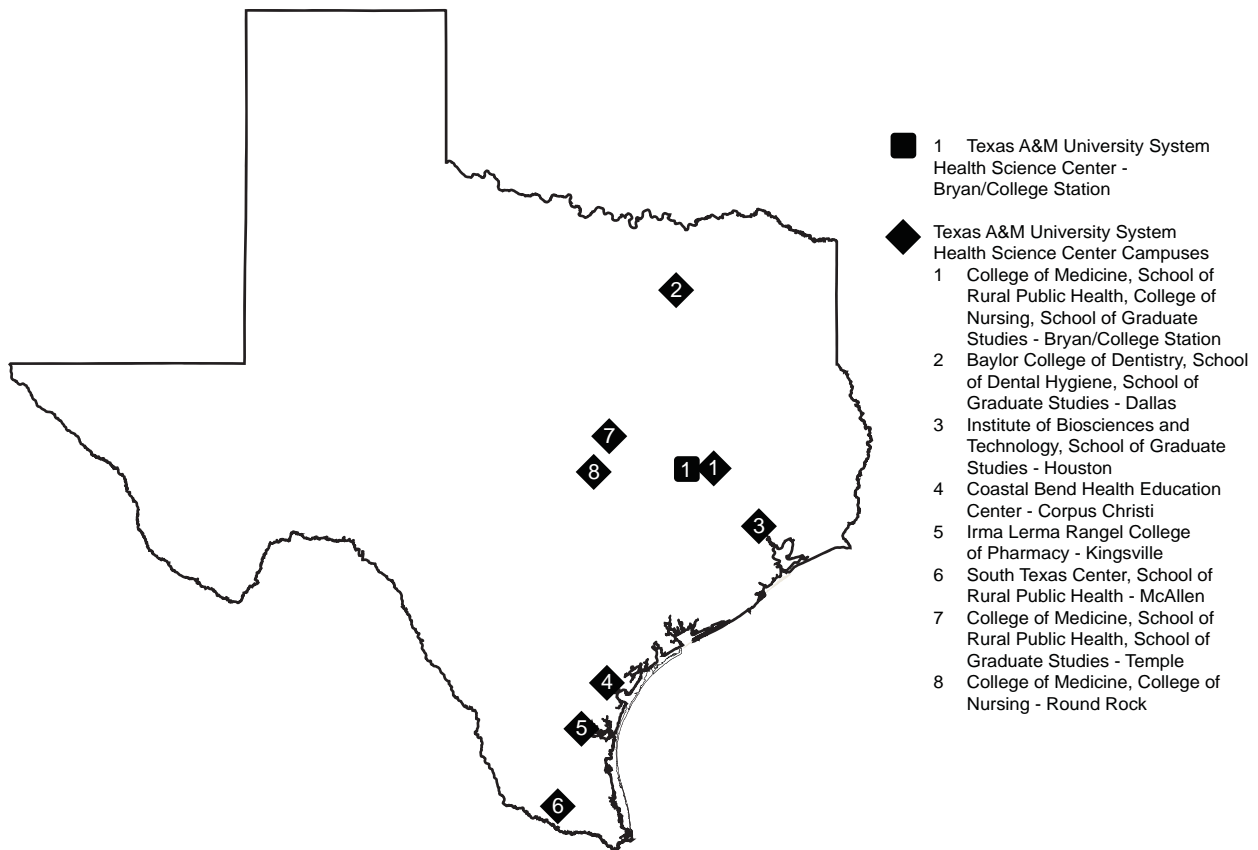 1 Texas A&M University System
Health Science Center -
Bryan/College Station
Texas A&M University System
Health Science Center Campuses
1 College of Medicine, School of
Rural Public Health, College of
Nursing, School of Graduate
Studies - Bryan/College Station
2 Baylor College of Dentistry, School
of Dental Hygiene, School of
Graduate Studies - Dallas
3 Institute of Biosciences and
Technology, School of Graduate
Studies - Houston
4 Coastal Bend Health Education
Center - Corpus Christi
5 Irma Lerma Rangel College
of Pharmacy - Kingsville
6 South Texas Center, School of
Rural Public Health - McAllen
7 College of Medicine, School of
Rural Public Health, School of
Graduate Studies - Temple
8 College of Medicine, College of
Nursing - Round Rock
2
7
8
1 1
3
4
5
6